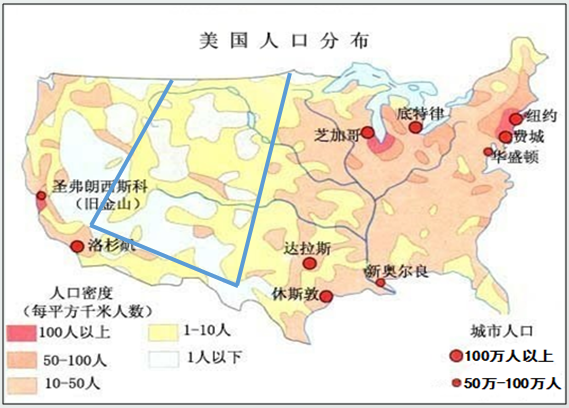 美国人口分布
底特律
芝加哥
纽约
费城
华盛顿
圣弗朗西斯科
（旧金山）
洛杉矶
达拉斯
新奥尔良
休斯敦
人口密度
（每平方千米人数）
100人以上
1-10人
50-100人
1人以下
10-50人
城市人口
100万人以上
50万-100万人